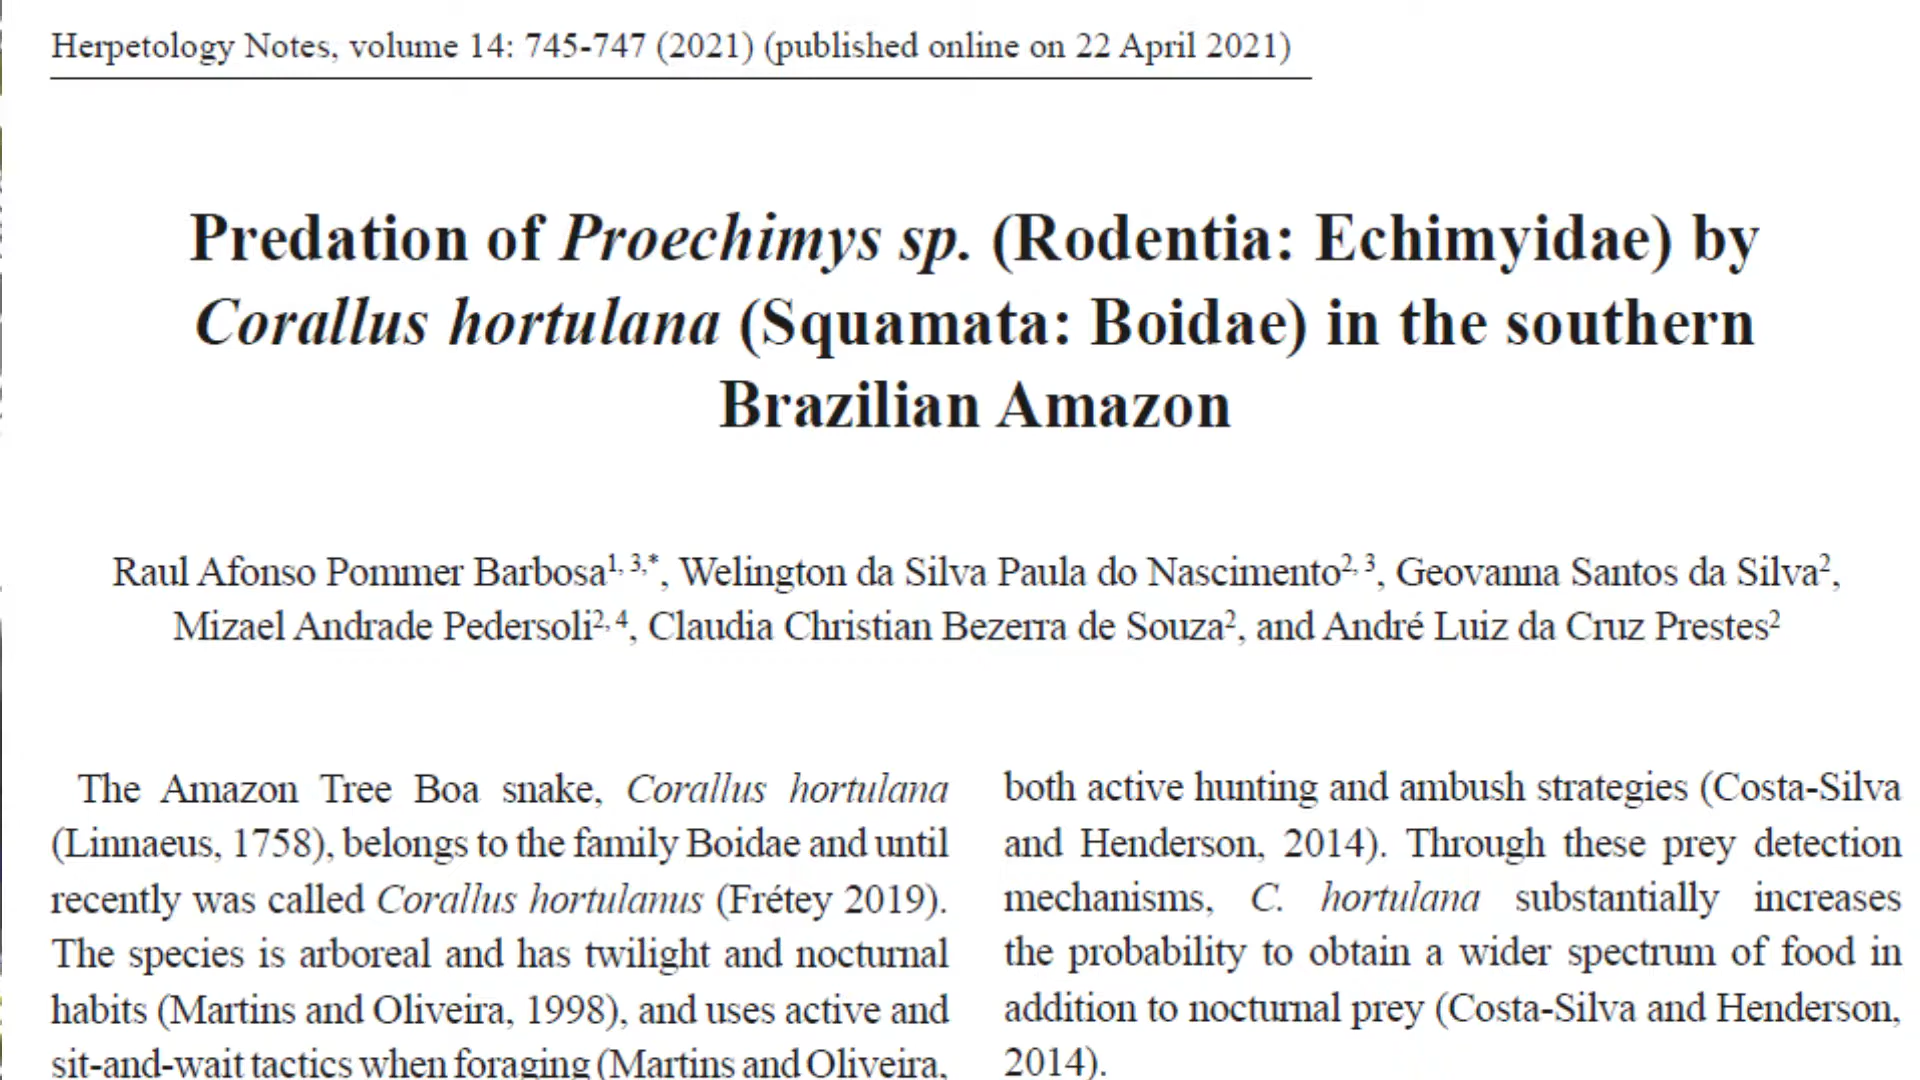 Herpetology Notes, volume 14: 745-747 (2021) (published online on 22 April 2021)
Predation of Proechimys sp. (Rodentia: Echimyidae) by
Corallus hortulana (Squamata: Boidae) in the southern
Brazilian Amazon
Raul Afonso Pommer Barbosa1, 3,*, Welington da Silva Paula do Nascimento2, 3, Geovanna Santos da Silva2,
Mizael Andrade Pedersoli2, 4, Claudia Christian Bezerra de Souza2, and André Luiz da Cruz Prestes2
The Amazon Tree Boa snake, Corallus hortulana
(Linnaeus, 1758), belongs to the family Boidae and until
recently was called Corallus hortulanus (Frétey 2019).
The species is arboreal and has twilight and nocturnal
habits (Martins and Oliveira, 1998), and uses active and
sit-and-wait tactics when foraging (Martins and Oliveira,
both active hunting and ambush strategies (Costa-Silva
and Henderson, 2014). Through these prey detection
mechanisms, C. hortulana substantially increases
the probability to obtain a wider spectrum of food in
addition to nocturnal prey (Costa-Silva and Henderson,
2014).